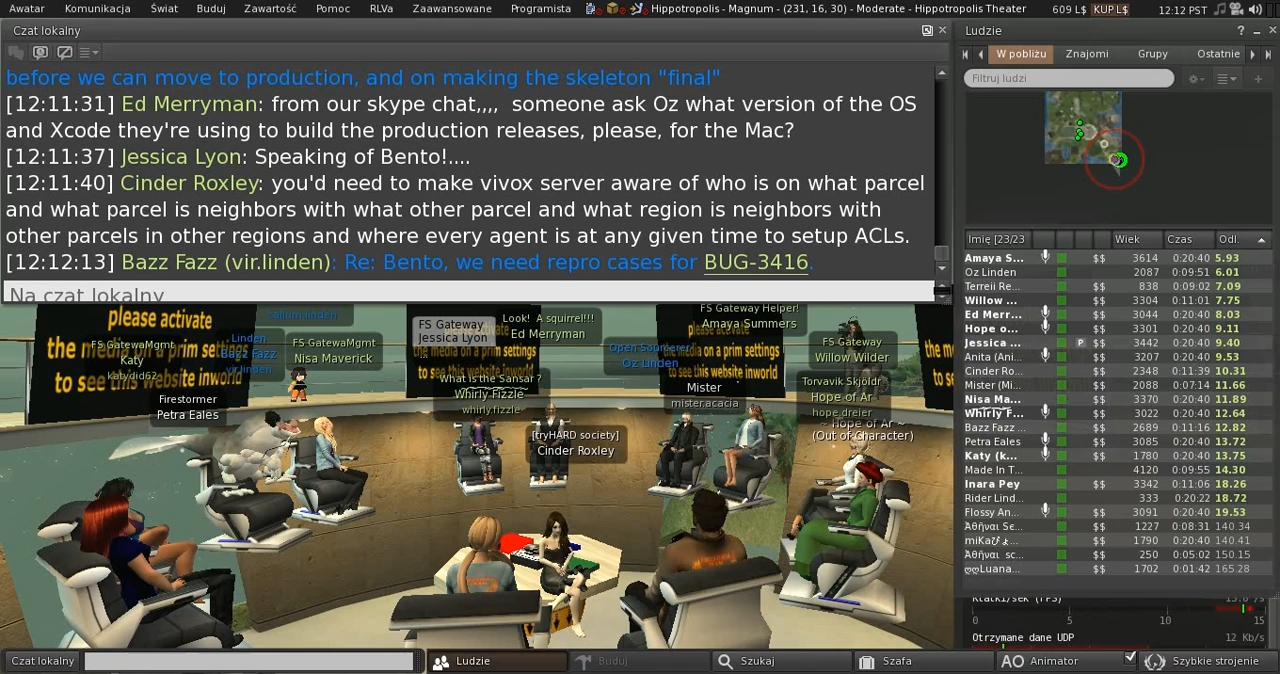 Awatar Komunikacja Świat Buduj Zawartość Pomoc RLVa Zaawansowane Programista Hippotropolis - Magnum - (231, 16, 30) - Moderate - Hippotropolis Theater 609 L$ KUP L$ 12:12 PST
Czat lokalny
before we can move to production, and on making the skeleton "final"
[12:11:31] Ed Merryman: from our skype chat,,,, someone ask Oz what version of the OS
and Xcode they're using to build the production releases, please, for the Mac?
[12:11:37] Jessica Lyon: Speaking of Bento!....
[12:11:40] Cinder Roxley: you'd need to make vivox server aware of who is on what parcel
and what parcel is neighbors with what other parcel and what region is neighbors with
other parcels in other regions and where every agent is at any given time to setup ACLs.
[12:12:13] Bazz Fazz (vir.linden): Re: Bento, we need repro cases for BUG-3416.
Na czat lokalny
please activate
the media on a prim settings
to see this website inworld
FS GatewaMgmt
Katy
katydid62
Linden
Bazz Fazz
vir.linden
FS GatewaMgmt
Nisa Maverick
Firestormer
Petra Eales
FS Gateway
Jessica Lyon
Look! A squirrel!!!
Ed Merryman
What is the Sansar ?
Whirly Fizzle
whirly.fizzle
[tryHARD society]
Cinder Roxley
FS Gateway Helper!
Amaya Summers
Open Sourcerer
Oz Linden
Mister
mister.acacia
FS Gateway
Willow Wilder
Torvavik Skjöldr
Hope of Ar
hope.dreier
~ Hope of Ar ~
(Out of Character)
Ludzie
W pobliżu Znajomi Grupy Ostatnie
Filtruj ludzi
Imię [23/23 Wiek Czas Odl.
Amaya S... $$ 3614 0:20:40 5.93
Oz Linden 2087 0:09:51 6.01
Terreii Re... $$ 838 0:09:02 7.09
Willow ... $$ 3304 0:11:01 7.75
Ed Merr... $$ 3044 0:20:40 8.03
Hope o... $$ 3301 0:20:40 9.11
Jessica ... P $$ 3442 0:20:40 9.40
Anita (Ani... $$ 3207 0:20:40 9.53
Cinder Ro... $$ 2348 0:11:39 10.31
Mister (Mi... $$ 2088 0:07:14 11.66
Nisa Ma... $$ 3370 0:20:40 11.89
Whirly F... $$ 3022 0:20:40 12.64
Bazz Fazz ... 2689 0:11:16 12.82
Petra Eales $$ 3085 0:20:40 13.72
Katy (k... $$ 1780 0:20:40 13.75
Made In T... 4120 0:09:55 14.30
Inara Pey $$ 3342 0:11:06 18.26
Rider Lind... 333 0:20:22 18.72
Flossy An... $$ 3091 0:20:40 19.53
$$ 1227 0:08:31 140.34
$$ 1790 0:20:40 140.41
$$ 250 0:05:02 150.15
ღღLuana... $$ 1702 0:01:42 165.28
Klatki/sek (FPS)
0 5 10 15
Otrzymane dane UDP 12 Kb/s
Czat lokalny Ludzie Buduj Szukaj Szafa AO Animator Szybkie strojenie